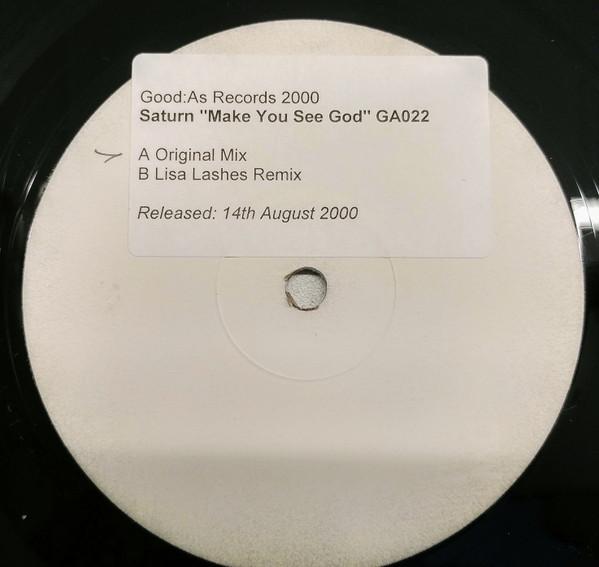 Good:As Records 2000
Saturn "Make You See God" GA022
A Original Mix
B Lisa Lashes Remix
Released: 14th August 2000